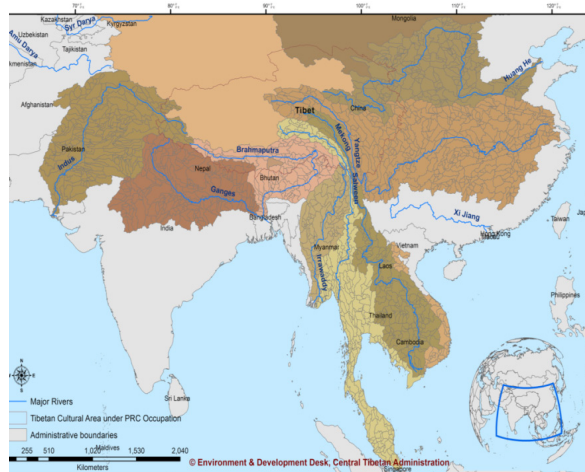 70°
80°
90°
100°
110°
120°
Mongolia
Kazakhstan
Syr Darya
Kyrgyzstan
Uzbekistan
Amu Darya
Tajikistan
Huang He
Afghanistan
Tibet
China
Pakistan
Indus
Brahmaputra
Mekong
Yangtze
Salween
Nepal
Ganges
Bhutan
Bangladesh
India
Xi Jiang
Taiwan
Hong Kong
Myanmar
Irrawaddy
Vietnam
Laos
Thailand
Philippines
Cambodia
N
Sri Lanka
Major Rivers
Tibetan Cultural Area under PRC Occupation
Administrative boundaries
Maldives
255 510 1,020 1,530 2,040
Kilometers
© Environment & Development Desk, Central Tibetan Administration
Singapore